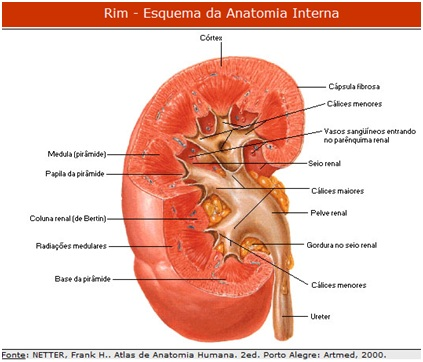 Rim - Esquema da Anatomia Interna
Córtex
Cápsula fibrosa
Cálices menores
Vasos sangüíneos entrando
no parênquima renal
Medula (pirâmide)
Seio renal
Papila da pirâmide
Cálices maiores
Pelve renal
Coluna renal (de Bertin)
Radiações medulares
Gordura no seio renal
Base da pirâmide
Cálices menores
Ureter
Fonte: NETTER, Frank H.. Atlas de Anatomia Humana. 2ed. Porto Alegre: Artmed, 2000.